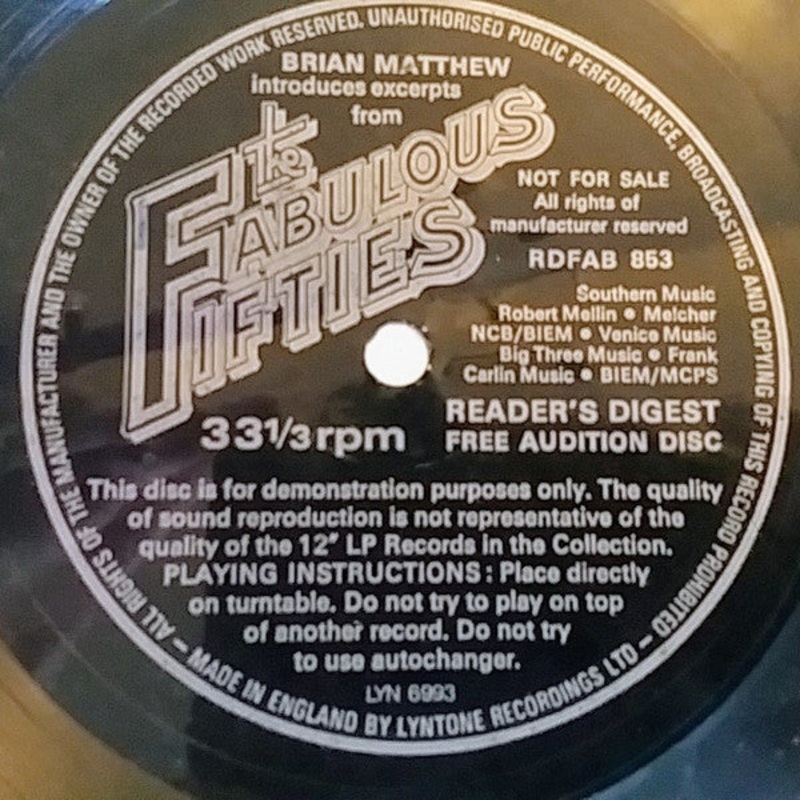 ALL RIGHTS OF THE MANUFACTURER AND THE OWNER OF THE RECORDED WORK RESERVED. UNAUTHORISED PUBLIC PERFORMANCE, BROADCASTING AND COPYING OF THIS RECORD PROHIBITED –
BRIAN MATTHEW
introduces excerpts
from
the
FABULOUS
FIFTIES
NOT FOR SALE
All rights of
manufacturer reserved
RDFAB 853
Southern Music
Robert Mellin • Melcher
NCB/BIEM • Venice Music
Big Three Music • Frank
Carlin Music • BIEM/MCPS
33⅓rpm
READER'S DIGEST
FREE AUDITION DISC
This disc is for demonstration purposes only. The quality
of sound reproduction is not representative of the
quality of the 12" LP Records in the Collection.
PLAYING INSTRUCTIONS: Place directly
on turntable. Do not try to play on top
of another record. Do not try
to use autochanger.
LYN 6993
– MADE IN ENGLAND BY LYNTONE RECORDINGS LTD –